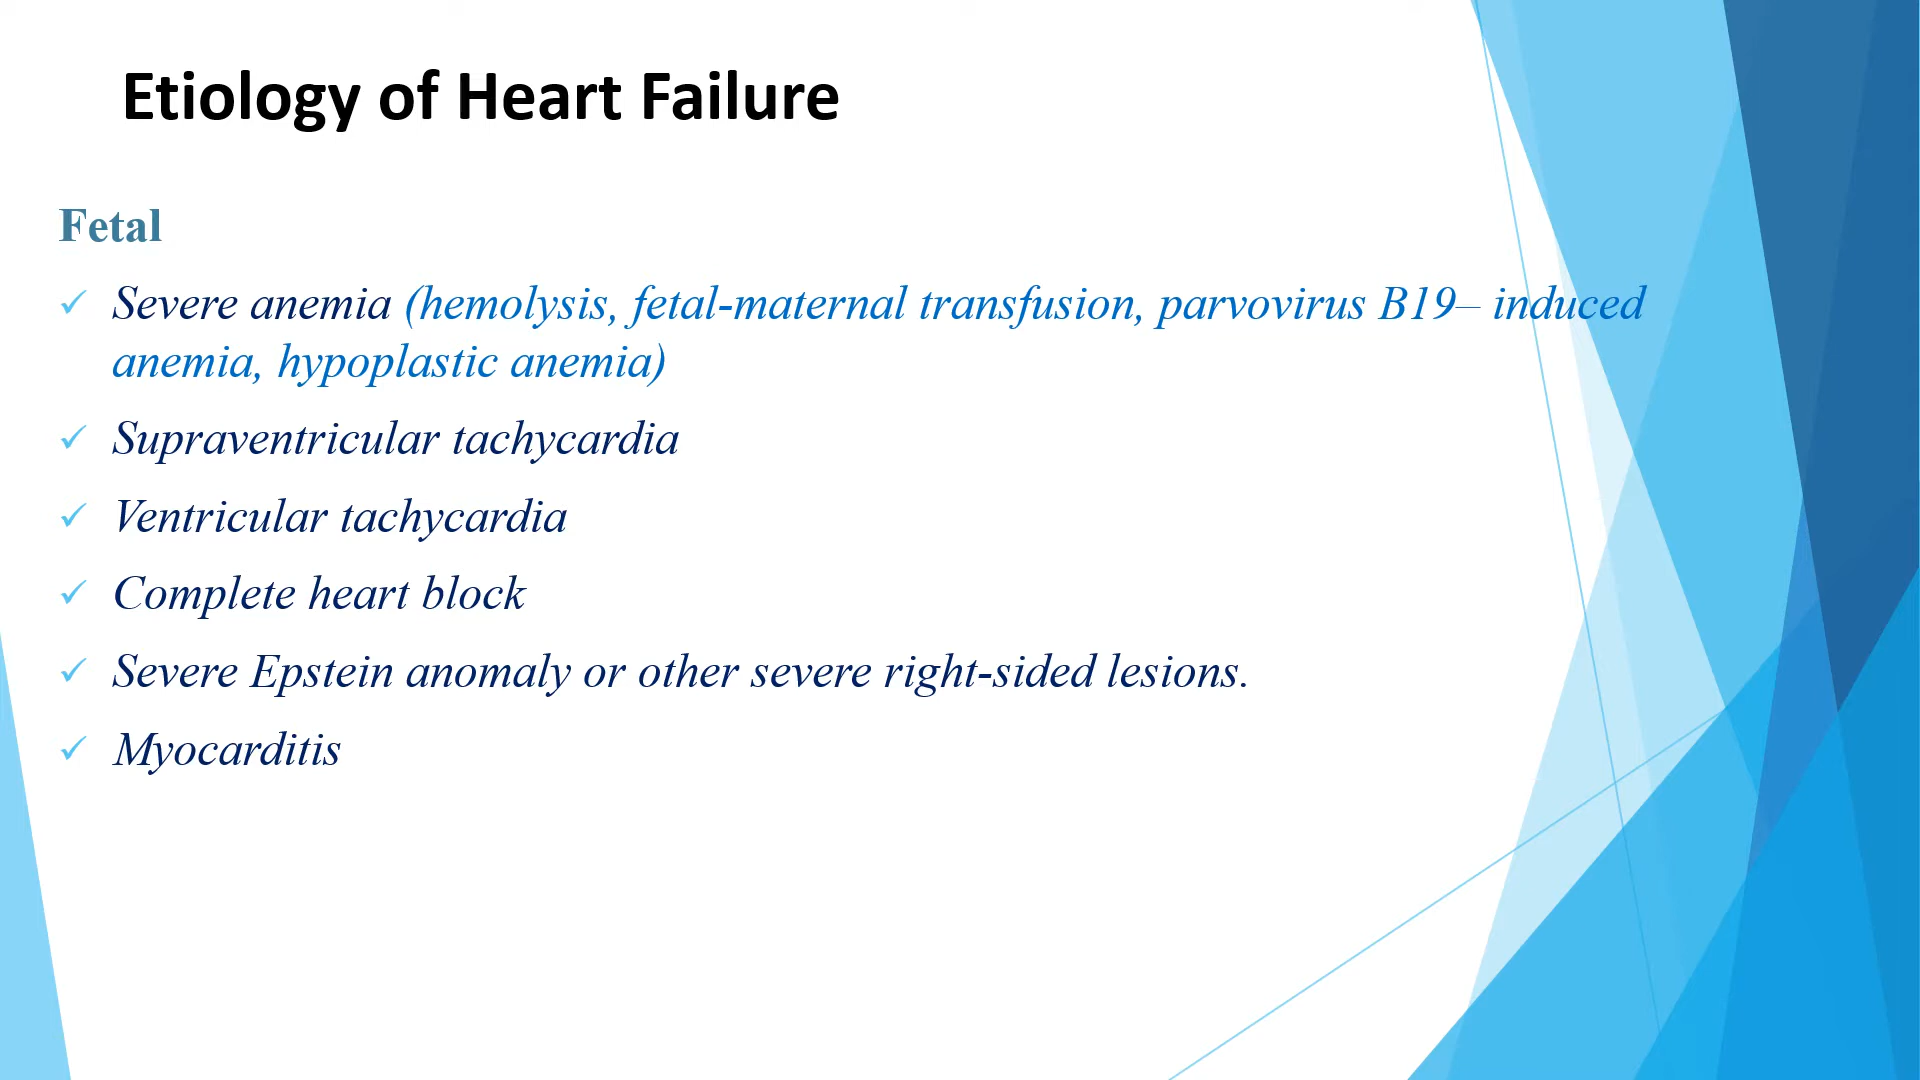 Etiology of Heart Failure
Fetal
✓ Severe anemia (hemolysis, fetal-maternal transfusion, parvovirus B19– induced
anemia, hypoplastic anemia)
✓ Supraventricular tachycardia
✓ Ventricular tachycardia
✓ Complete heart block
✓ Severe Epstein anomaly or other severe right-sided lesions.
✓ Myocarditis